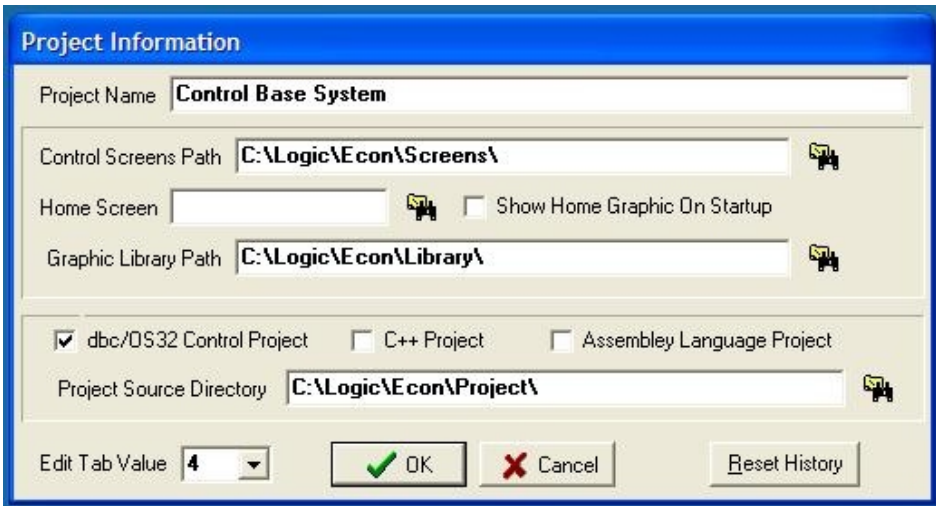 Project Information
Project Name Control Base System
Control Screens Path C:\Logic\Econ\Screens\
Home Screen Show Home Graphic On Startup
Graphic Library Path C:\Logic\Econ\Library\
dbc/OS32 Control Project C++ Project Assembley Language Project
Project Source Directory C:\Logic\Econ\Project\
Edit Tab Value 4 OK Cancel Reset History